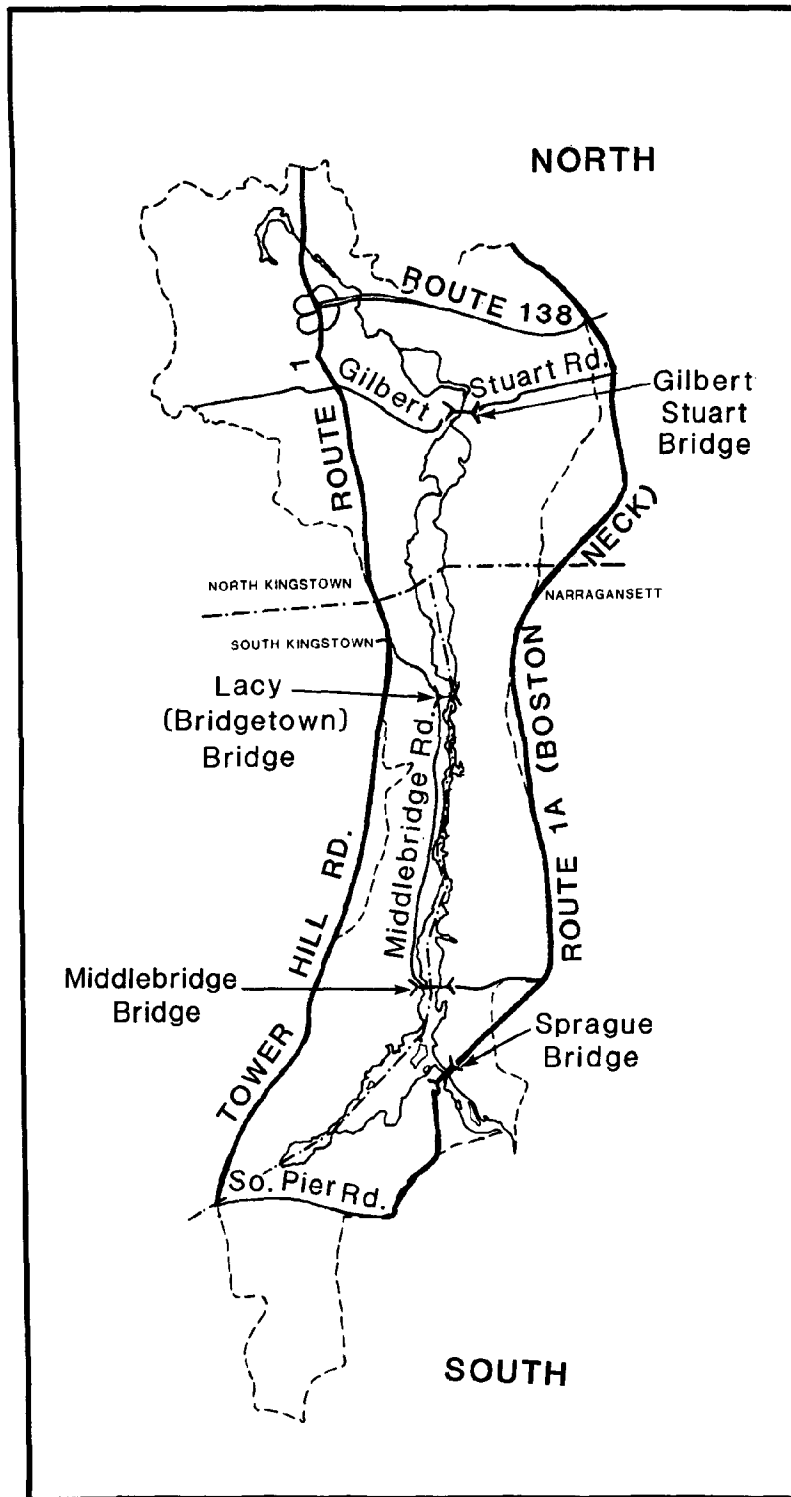 NORTH
ROUTE 138
Gilbert Stuart Rd.
Gilbert
Stuart
Bridge
ROUTE 1
NORTH KINGSTOWN
NARRAGANSETT
SOUTH KINGSTOWN
Lacy
(Bridgetown)
Bridge
Middlebridge Rd.
ROUTE 1A (BOSTON NECK)
TOWER HILL RD.
Middlebridge
Bridge
Sprague
Bridge
So. Pier Rd.
SOUTH